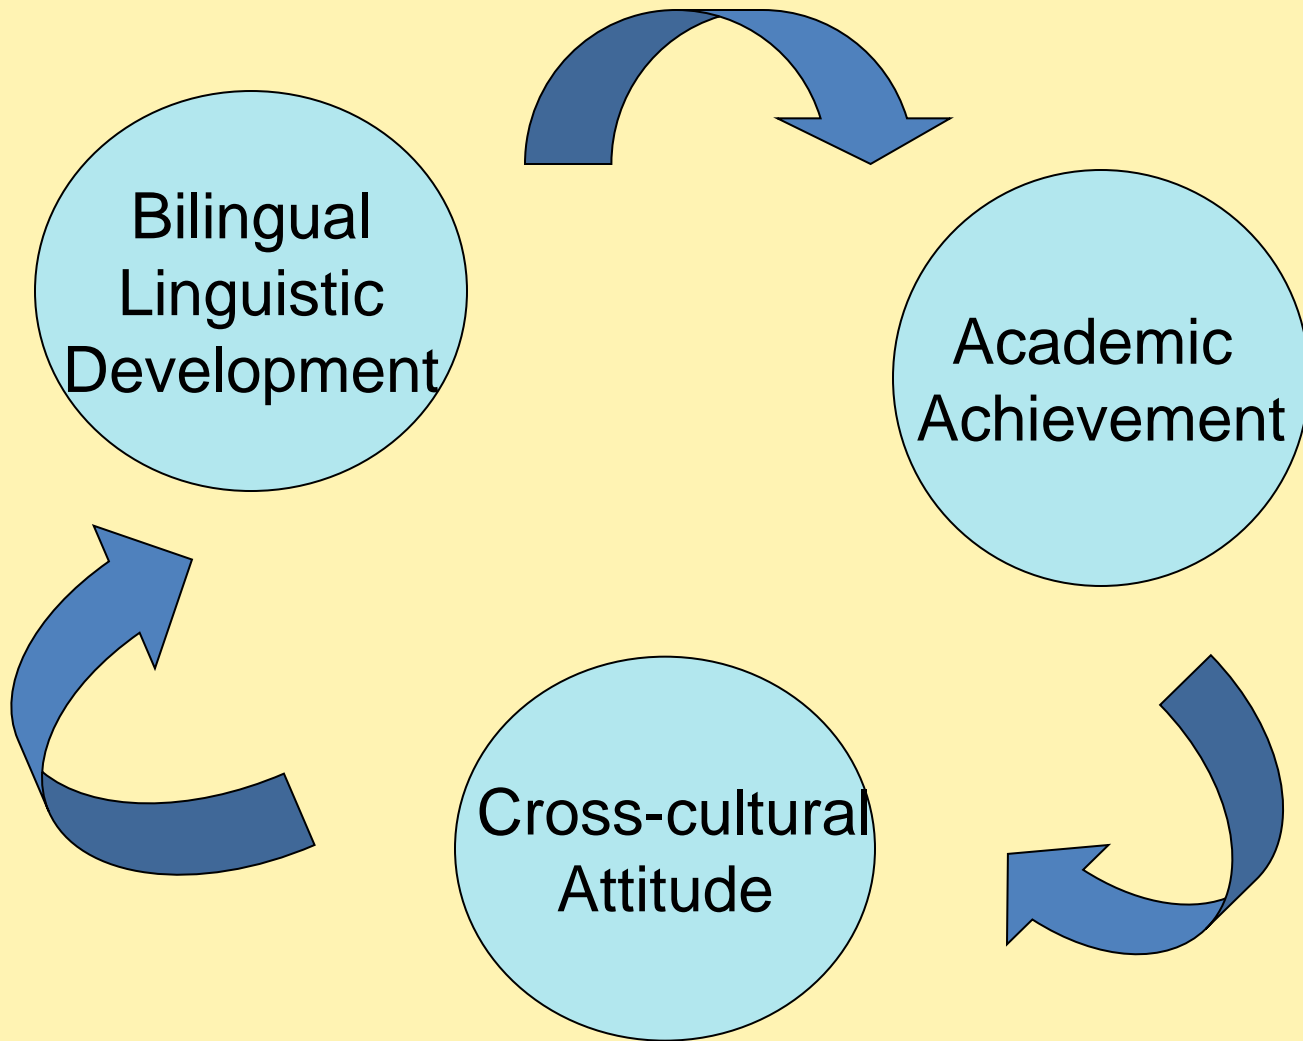 Bilingual
Linguistic
Development
Academic
Achievement
Cross-cultural
Attitude